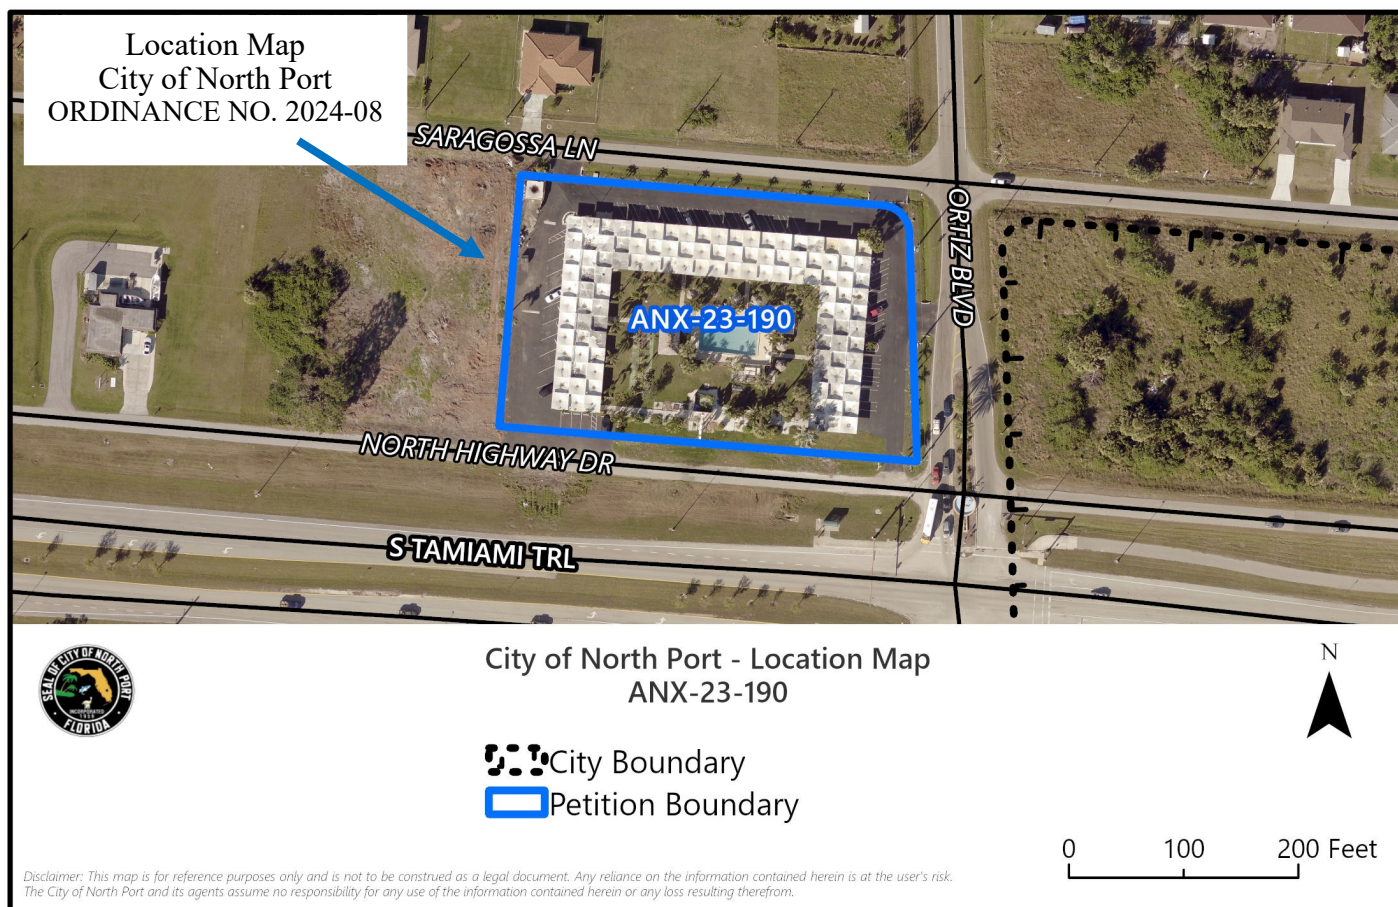 Location Map
City of North Port
ORDINANCE NO. 2024-08
SARAGOSSA LN
ORTIZ BLVD
ANX-23-190
NORTH HIGHWAY DR
S TAMIAMI TRL
SEAL OF CITY OF NORTH PORT
INCORPORATED
1959
FLORIDA
City of North Port - Location Map
ANX-23-190
N
City Boundary
Petition Boundary
0 100 200 Feet
Disclaimer: This map is for reference purposes only and is not to be construed as a legal document. Any reliance on the information contained herein is at the user's risk.
The City of North Port and its agents assume no responsibility for any use of the information contained herein or any loss resulting therefrom.